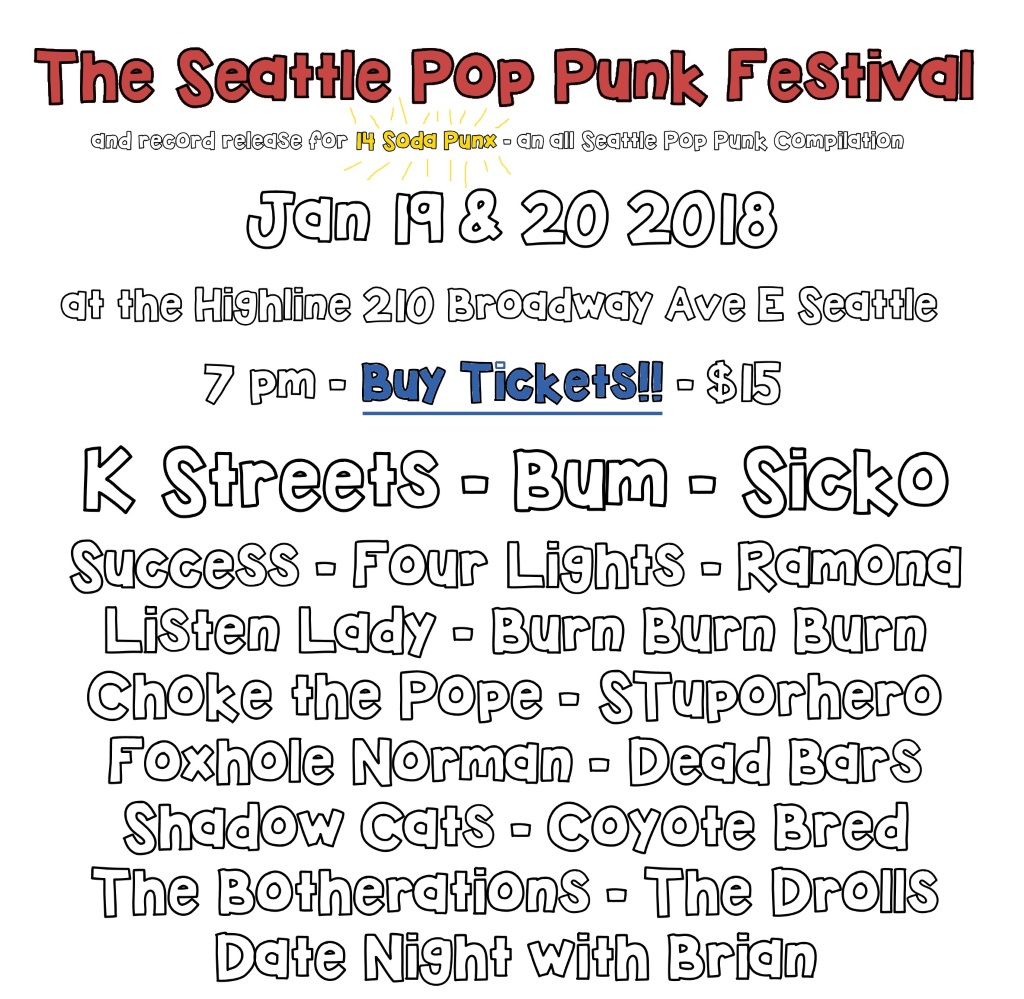 The Seattle Pop Punk Festival
and record release for 14 Soda Punx - an all Seattle Pop Punk Compilation
Jan 19 & 20 2018
at the Highline 210 Broadway Ave E Seattle
7 pm - Buy Tickets!! - $15
K Streets - Bum - Sicko
Success - Four Lights - Ramona
Listen Lady - Burn Burn Burn
Choke the Pope - STuporhero
Foxhole Norman - Dead Bars
Shadow Cats - Coyote Bred
The Botherations - The Drolls
Date Night with Brian